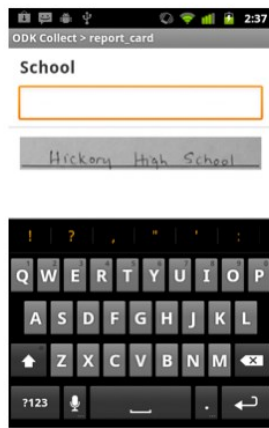 2:37
ODK Collect > report_card
School
Hickory High School
! ? , " ' :
Q W E R T Y U I O P
A S D F G H J K L
Z X C V B N M
?123 .